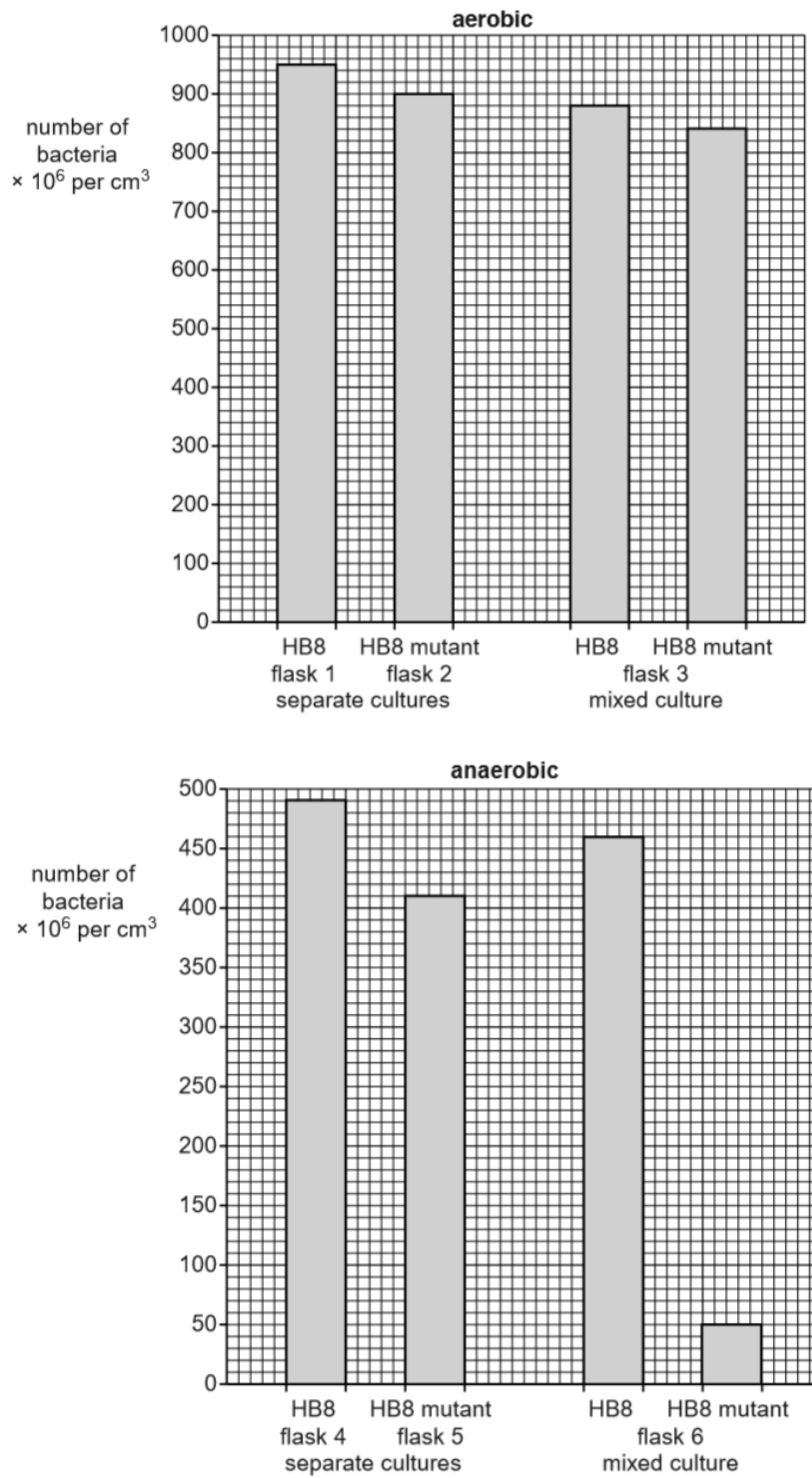 aerobic
number of
bacteria
× 10⁶ per cm³
1000
900
800
700
600
500
400
300
200
100
0
HB8 HB8 mutant HB8 HB8 mutant
flask 1 flask 2 flask 3
separate cultures mixed culture
anaerobic
number of
bacteria
× 10⁶ per cm³
500
450
400
350
300
250
200
150
100
50
0
HB8 HB8 mutant HB8 HB8 mutant
flask 4 flask 5 flask 6
separate cultures mixed culture